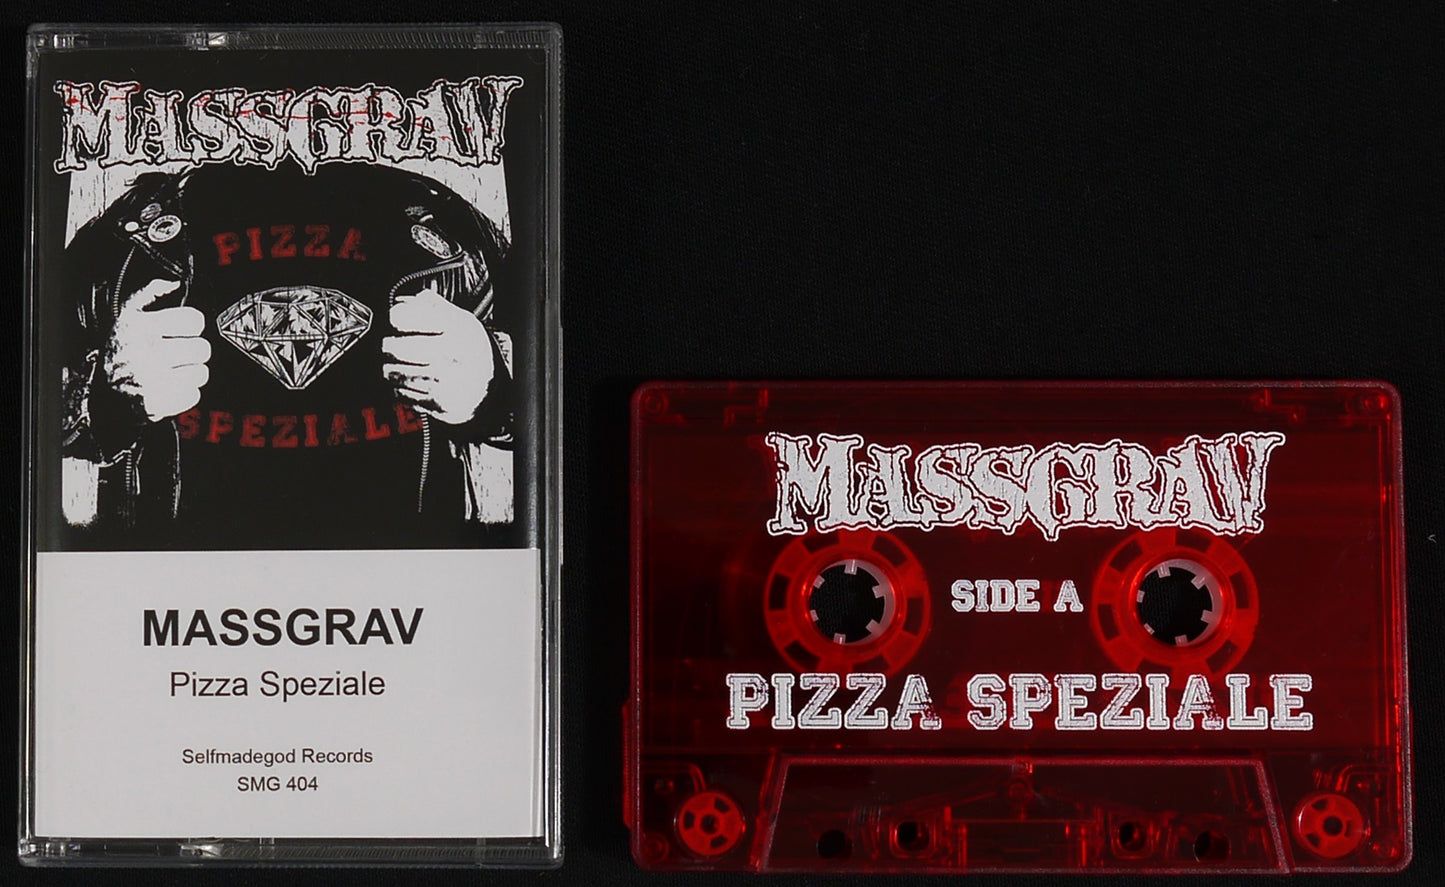 MASSGRAV
PIZZA
SPEZIALE
MASSGRAV
Pizza Speziale
Selfmadegod Records
SMG 404
MASSGRAV
SIDE A
PIZZA SPEZIALE